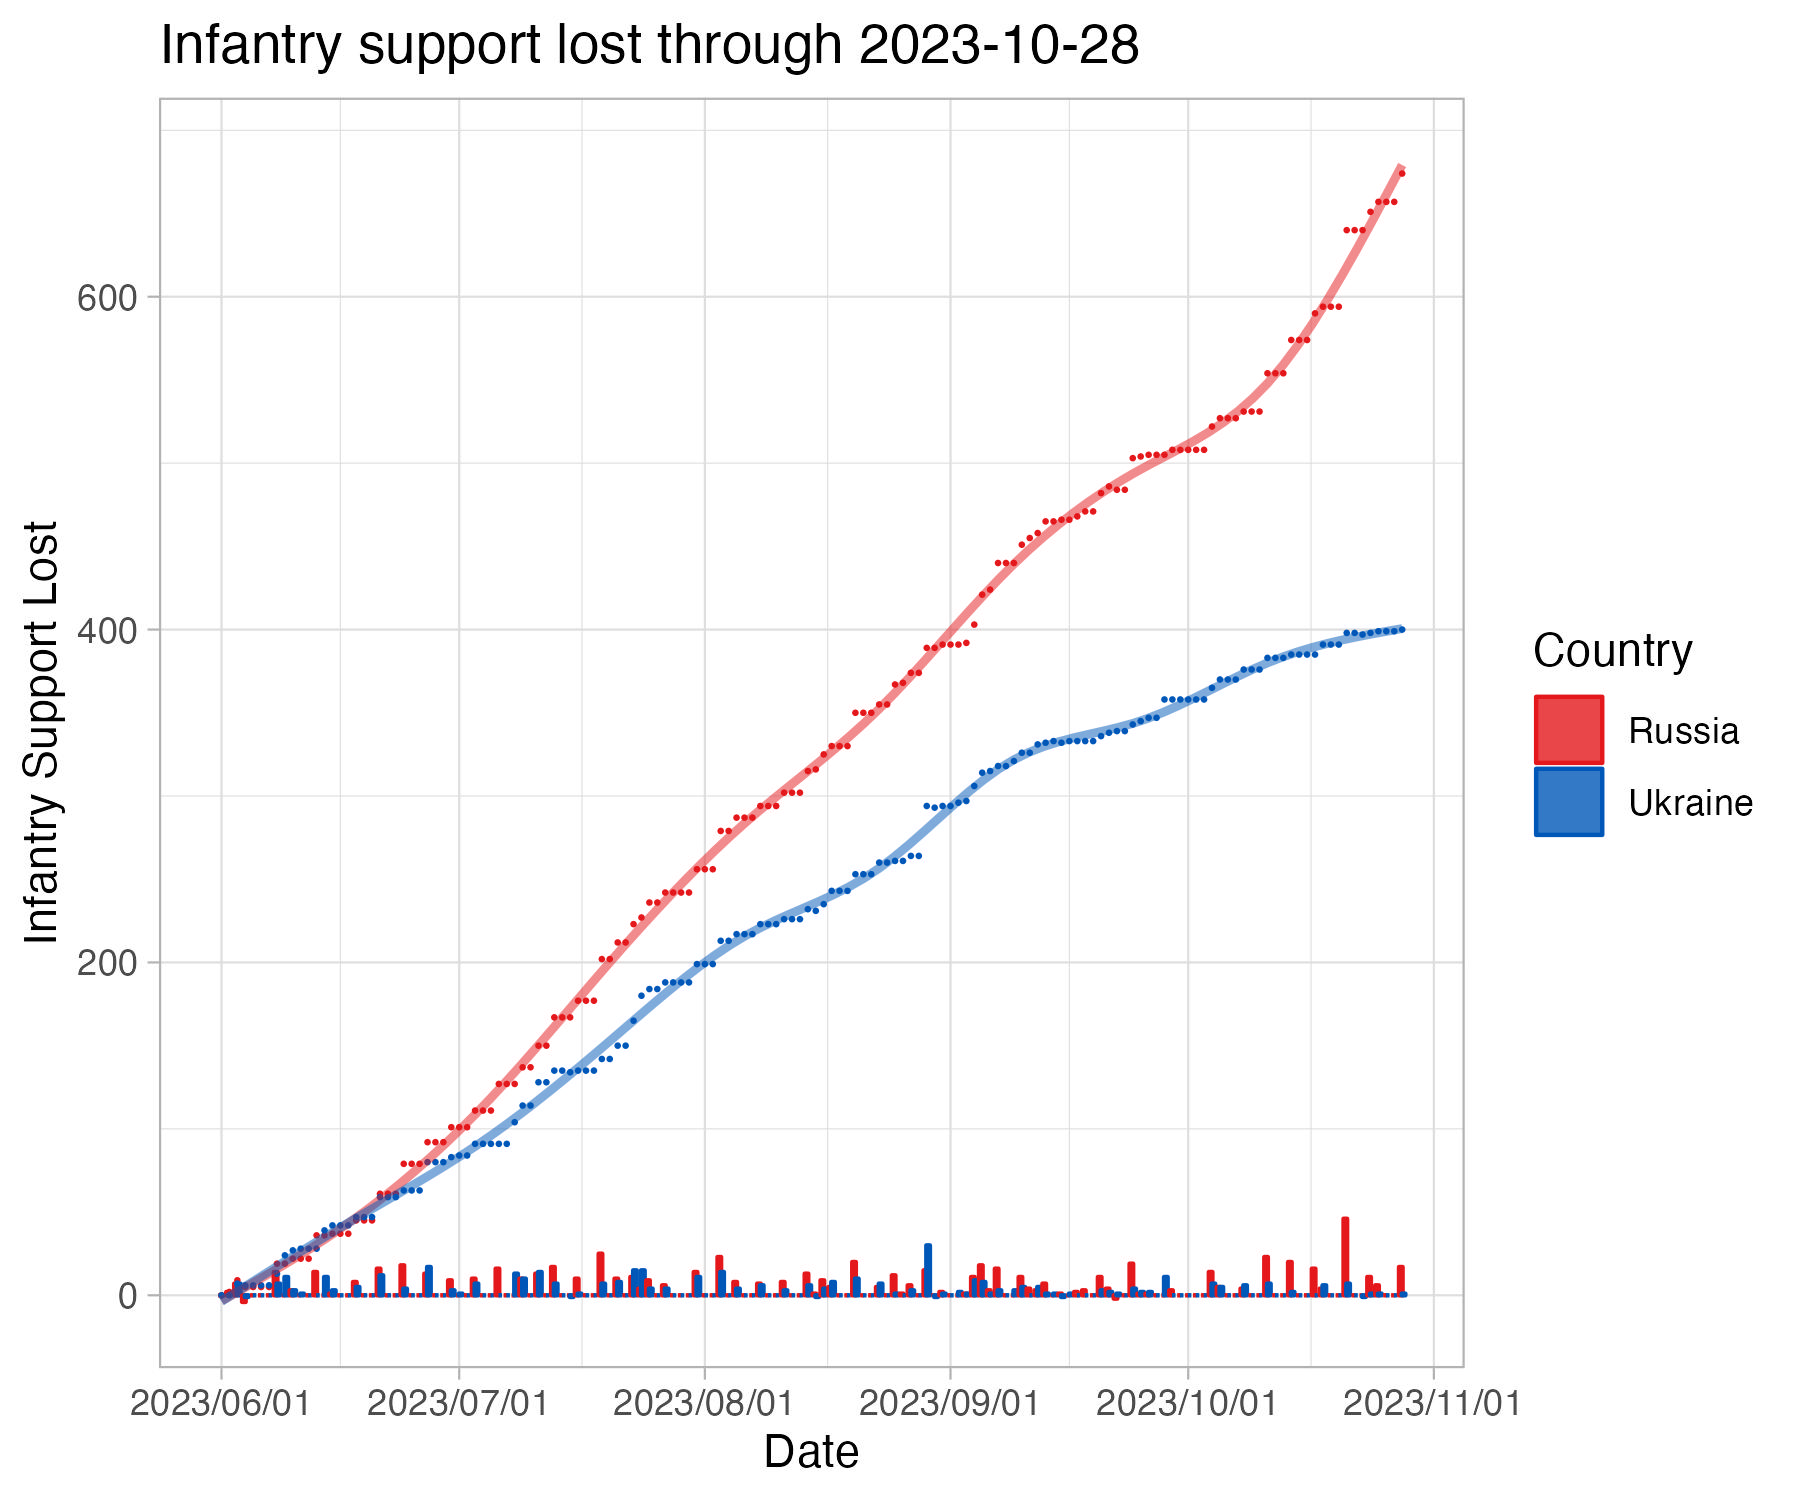 Infantry support lost through 2023-10-28
Infantry Support Lost
600
400
200
0
2023/06/01
2023/07/01
2023/08/01
2023/09/01
2023/10/01
2023/11/01
Date
Country
Russia
Ukraine